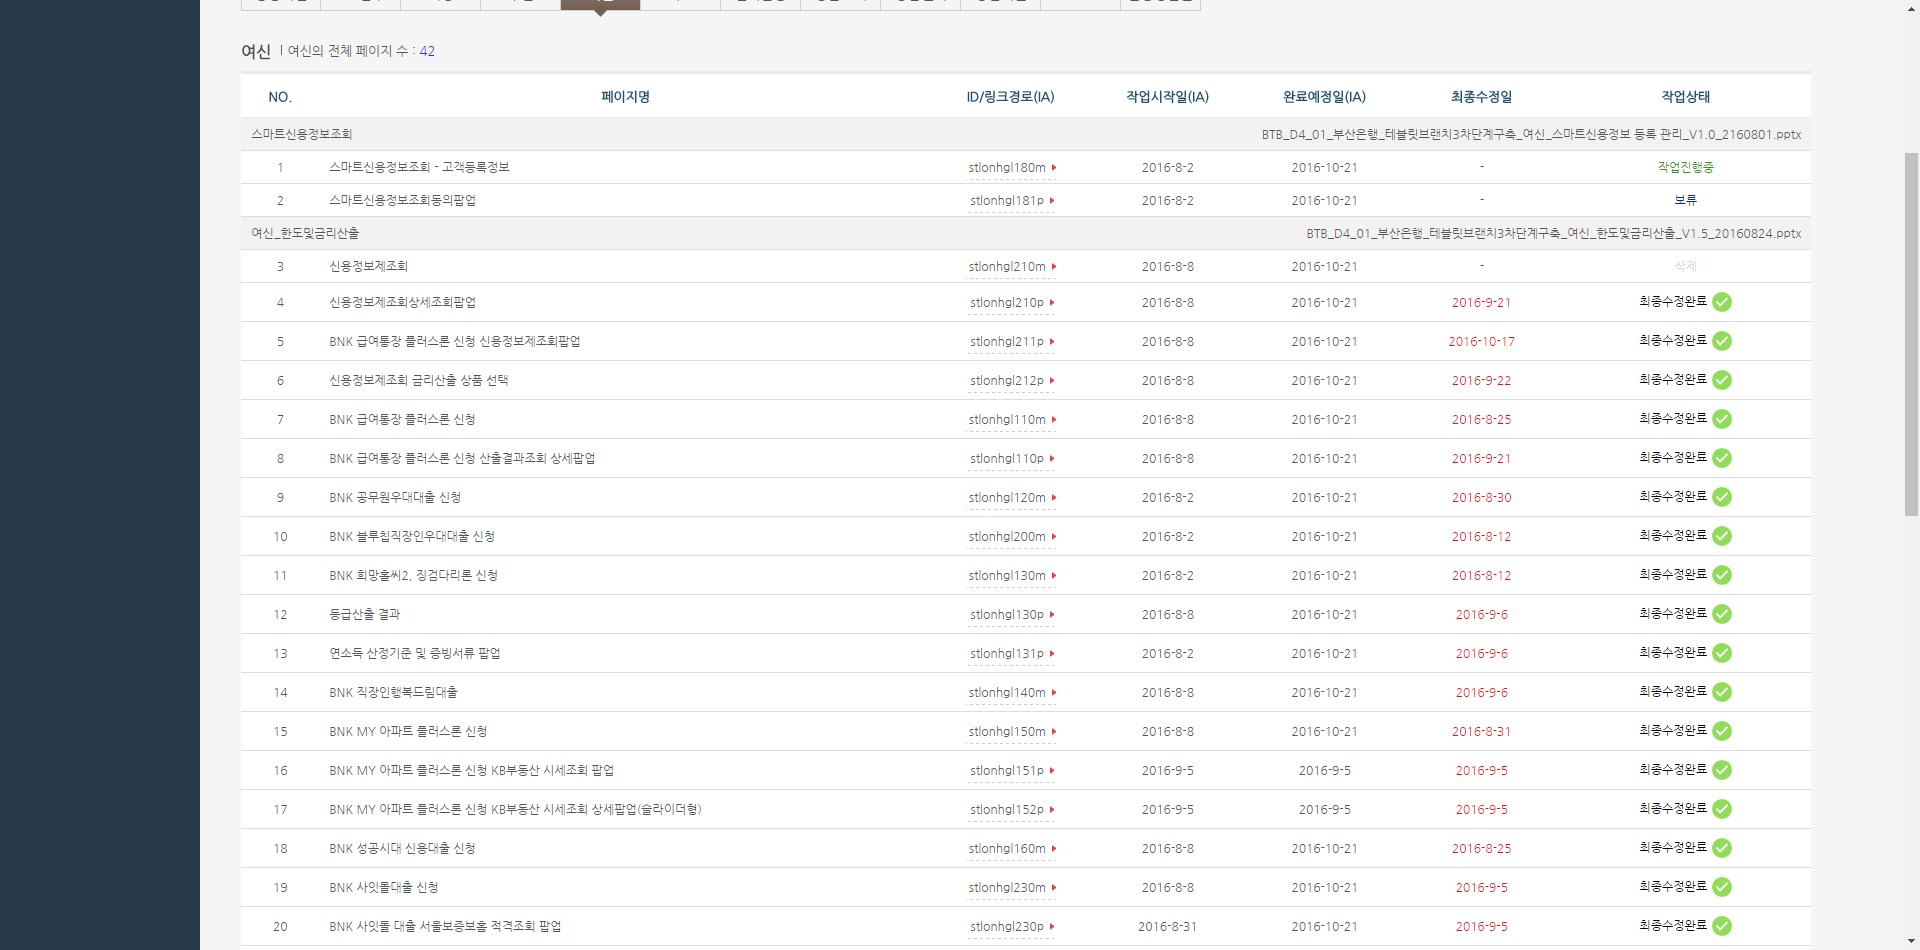 여신 | 여신의 전체 페이지 수 : 42
NO. 페이지명 ID/링크경로(IA) 작업시작일(IA) 완료예정일(IA) 최종수정일 작업상태
스마트신용정보조회 BTB_D4_01_부산은행_테블릿브랜치3차단계구축_여신_스마트신용정보 등록 관리_V1.0_2160801.pptx
1 스마트신용정보조회 - 고객등록정보 stlonhgl180m 2016-8-2 2016-10-21 - 작업진행중
2 스마트신용정보조회동의팝업 stlonhgl181p 2016-8-2 2016-10-21 - 보류
여신_한도및금리산출 BTB_D4_01_부산은행_테블릿브랜치3차단계구축_여신_한도및금리산출_V1.5_20160824.pptx
3 신용정보제조회 stlonhgl210m 2016-8-8 2016-10-21 - 삭제
4 신용정보제조회상세조회팝업 stlonhgl210p 2016-8-8 2016-10-21 2016-9-21 최종수정완료
5 BNK 급여통장 플러스론 신청 신용정보제조회팝업 stlonhgl211p 2016-8-8 2016-10-21 2016-10-17 최종수정완료
6 신용정보제조회 금리산출 상품 선택 stlonhgl212p 2016-8-8 2016-10-21 2016-9-22 최종수정완료
7 BNK 급여통장 플러스론 신청 stlonhgl110m 2016-8-8 2016-10-21 2016-8-25 최종수정완료
8 BNK 급여통장 플러스론 신청 산출결과조회 상세팝업 stlonhgl110p 2016-8-8 2016-10-21 2016-9-21 최종수정완료
9 BNK 공무원우대대출 신청 stlonhgl120m 2016-8-2 2016-10-21 2016-8-30 최종수정완료
10 BNK 블루칩직장인우대대출 신청 stlonhgl200m 2016-8-2 2016-10-21 2016-8-12 최종수정완료
11 BNK 희망홀씨2, 징검다리론 신청 stlonhgl130m 2016-8-2 2016-10-21 2016-8-12 최종수정완료
12 등급산출 결과 stlonhgl130p 2016-8-8 2016-10-21 2016-9-6 최종수정완료
13 연소득 산정기준 및 증빙서류 팝업 stlonhgl131p 2016-8-2 2016-10-21 2016-9-6 최종수정완료
14 BNK 직장인행복드림대출 stlonhgl140m 2016-8-8 2016-10-21 2016-9-6 최종수정완료
15 BNK MY 아파트 플러스론 신청 stlonhgl150m 2016-8-8 2016-10-21 2016-8-31 최종수정완료
16 BNK MY 아파트 플러스론 신청 KB부동산 시세조회 팝업 stlonhgl151p 2016-9-5 2016-9-5 2016-9-5 최종수정완료
17 BNK MY 아파트 플러스론 신청 KB부동산 시세조회 상세팝업(슬라이더형) stlonhgl152p 2016-9-5 2016-9-5 2016-9-5 최종수정완료
18 BNK 성공시대 신용대출 신청 stlonhgl160m 2016-8-8 2016-10-21 2016-8-25 최종수정완료
19 BNK 사잇돌대출 신청 stlonhgl230m 2016-8-8 2016-10-21 2016-9-5 최종수정완료
20 BNK 사잇돌 대출 서울보증보홈 적격조회 팝업 stlonhgl230p 2016-8-31 2016-10-21 2016-9-5 최종수정완료